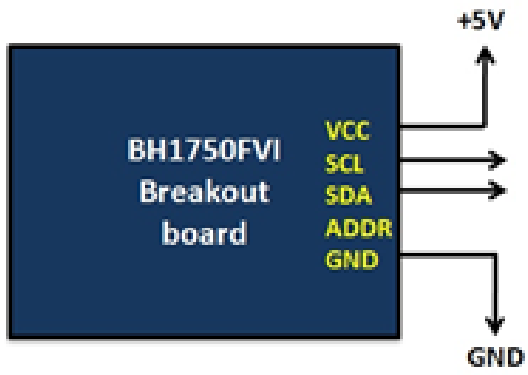 +5V
BH1750FVI
Breakout
board
VCC
SCL
SDA
ADDR
GND
GND